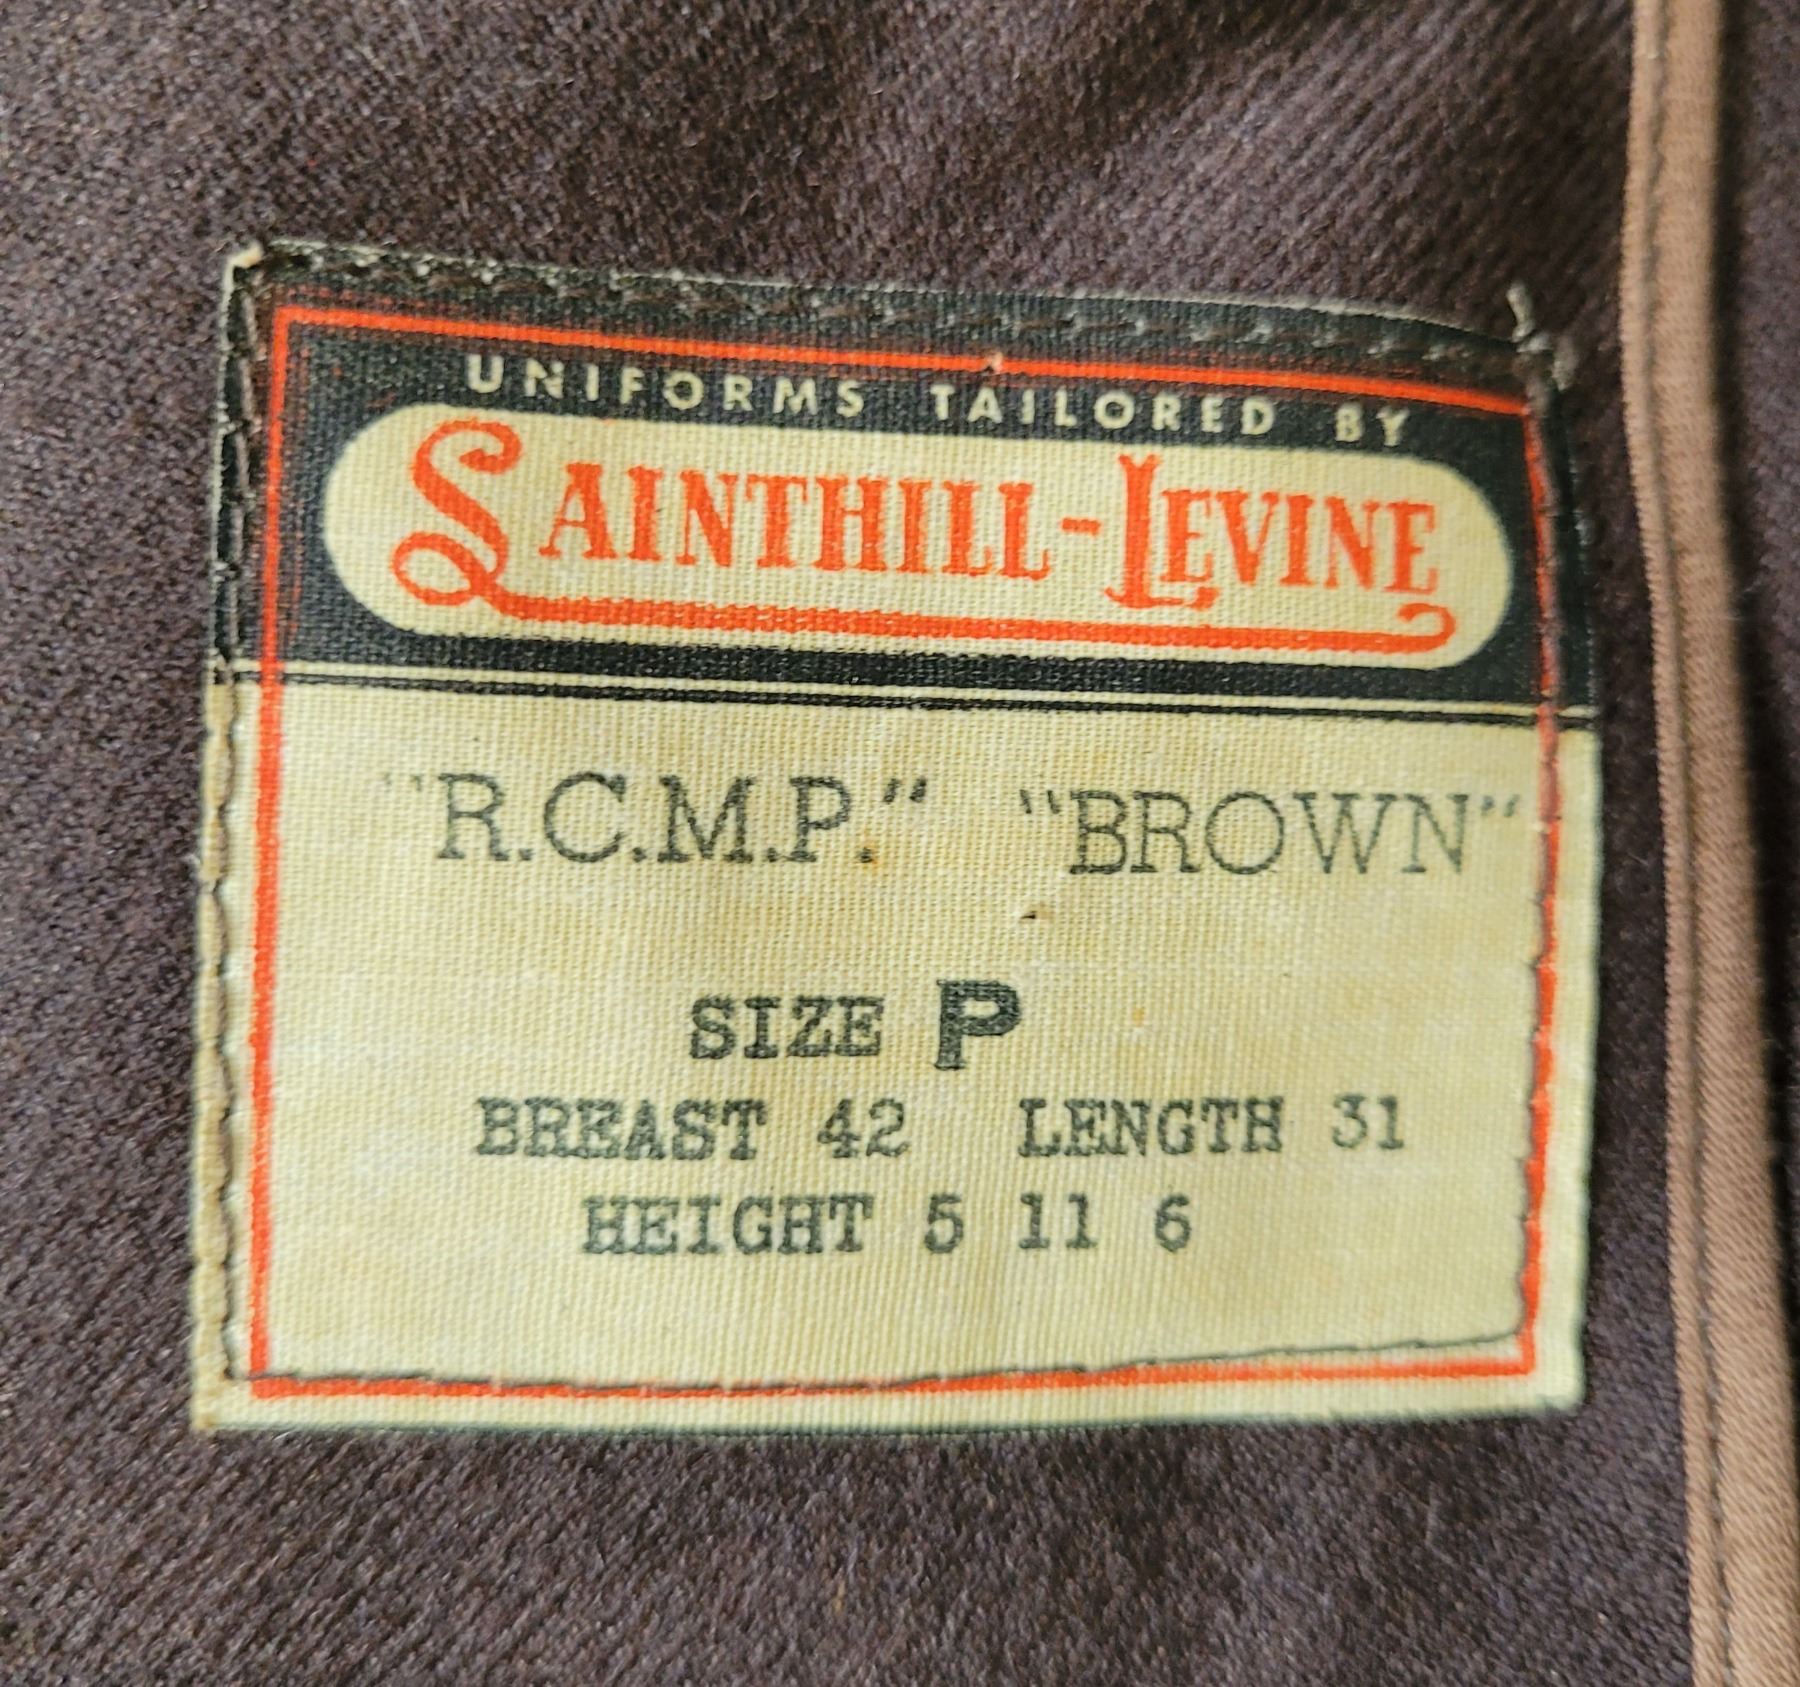 UNIFORMS TAILORED BY
SAINTHILL-LEVINE
"R.C.M.P." "BROWN"
SIZE P
BREAST 42 LENGTH 31
HEIGHT 5 11 6